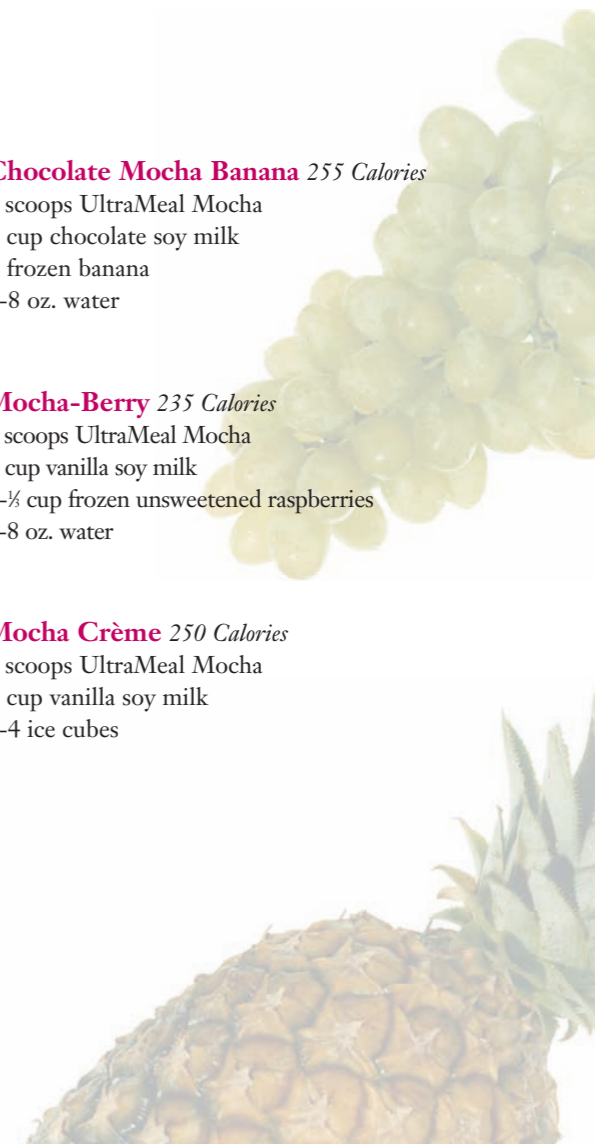 Chocolate Mocha Banana 255 Calories
scoops UltraMeal Mocha
cup chocolate soy milk
frozen banana
-8 oz. water
Mocha-Berry 235 Calories
scoops UltraMeal Mocha
cup vanilla soy milk
-⅓ cup frozen unsweetened raspberries
-8 oz. water
Mocha Crème 250 Calories
scoops UltraMeal Mocha
cup vanilla soy milk
-4 ice cubes